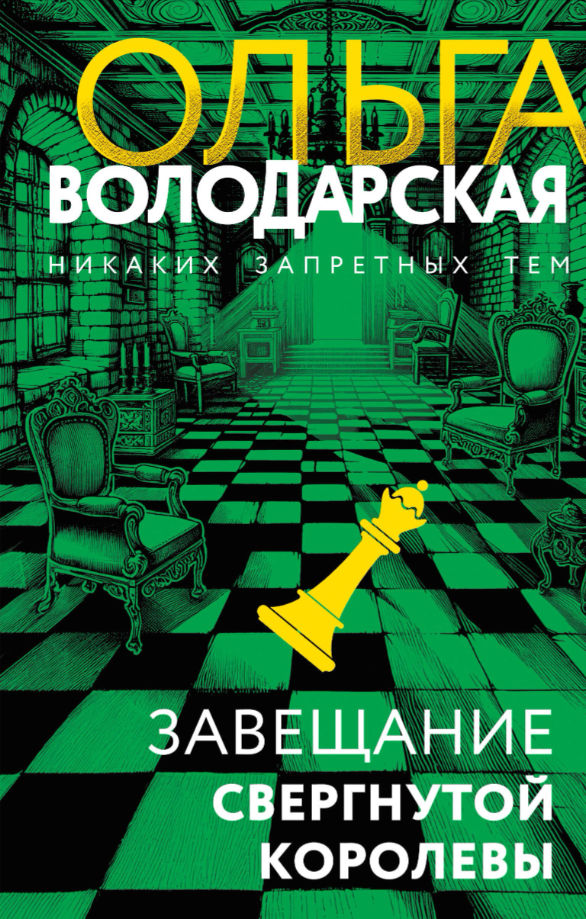 ОЛЬГА
ВОЛОДАРСКАЯ
НИКАКИХ ЗАПРЕТНЫХ ТЕМ
ЗАВЕЩАНИЕ
СВЕРГНУТОЙ
КОРОЛЕВЫ